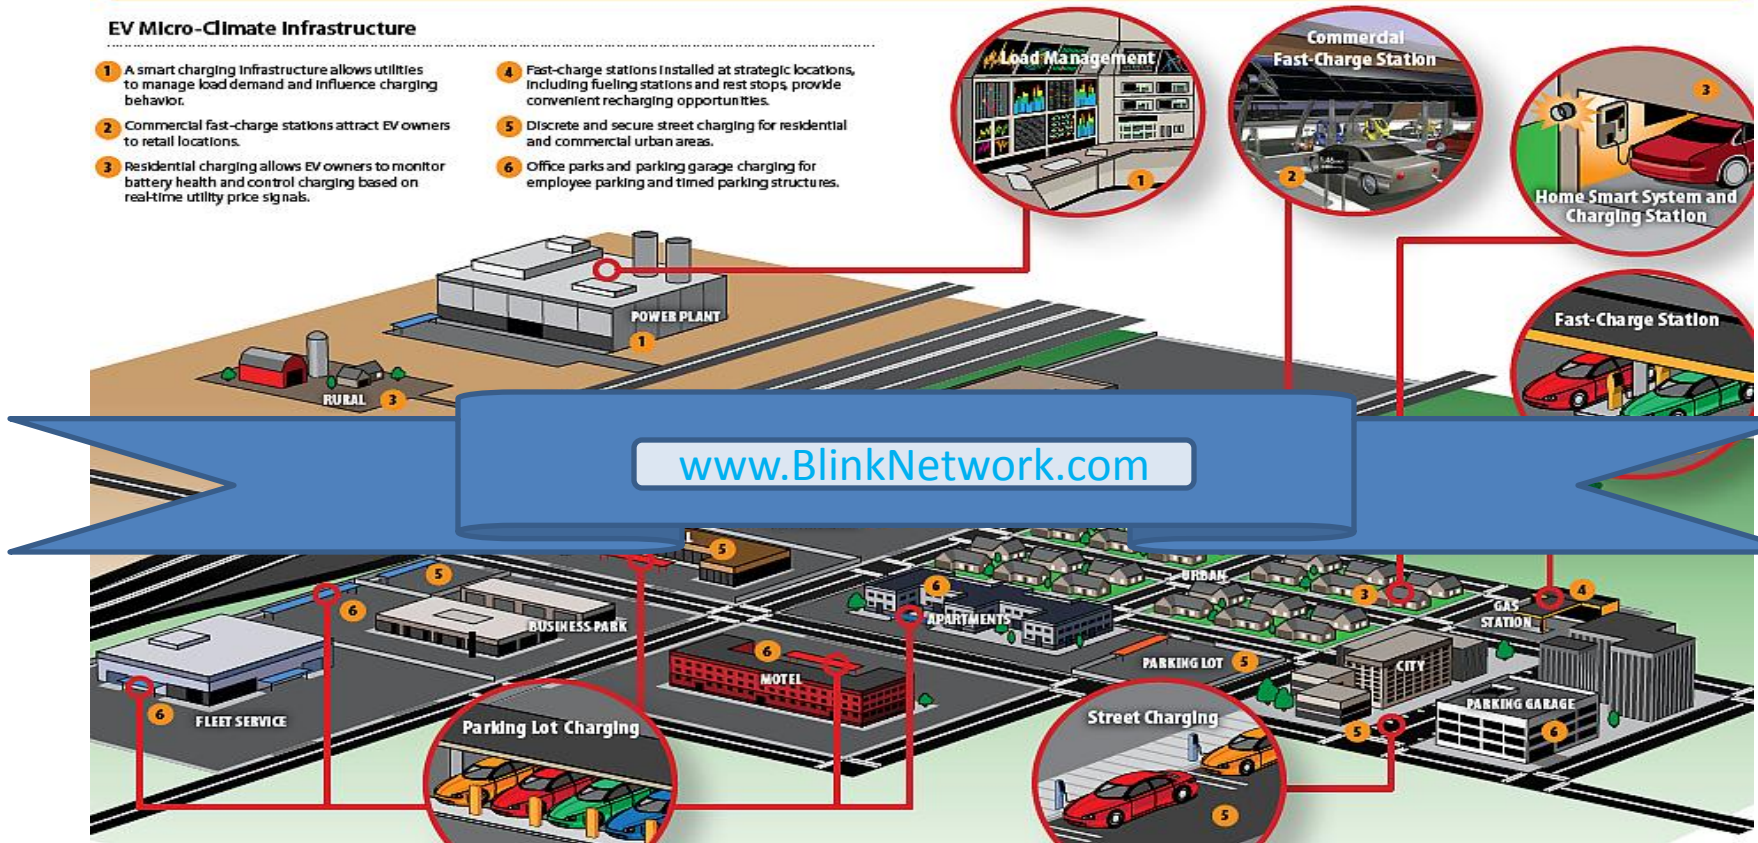 EV Micro-Climate Infrastructure
1 A smart charging infrastructure allows utilities
to manage load demand and influence charging
behavior.
2 Commercial fast-charge stations attract EV owners
to retail locations.
3 Residential charging allows EV owners to monitor
battery health and control charging based on
real-time utility price signals.
4 Fast-charge stations installed at strategic locations,
including fueling stations and rest stops, provide
convenient recharging opportunities.
5 Discrete and secure street charging for residential
and commercial urban areas.
6 Office parks and parking garage charging for
employee parking and timed parking structures.
Load Management
1
Commercial
Fast-Charge Station
2
3
Home Smart System and
Charging Station
Fast-Charge Station
POWER PLANT
1
RURAL 3
www.BlinkNetwork.com
5
5
6
BUSINESS PARK
6
APARTMENTS
URBAN
3
4
GAS
STATION
6
MOTEL
PARKING LOT 5
CITY
PARKING GARAGE
6
5
6
FLEET SERVICE
Parking Lot Charging
Street Charging
5